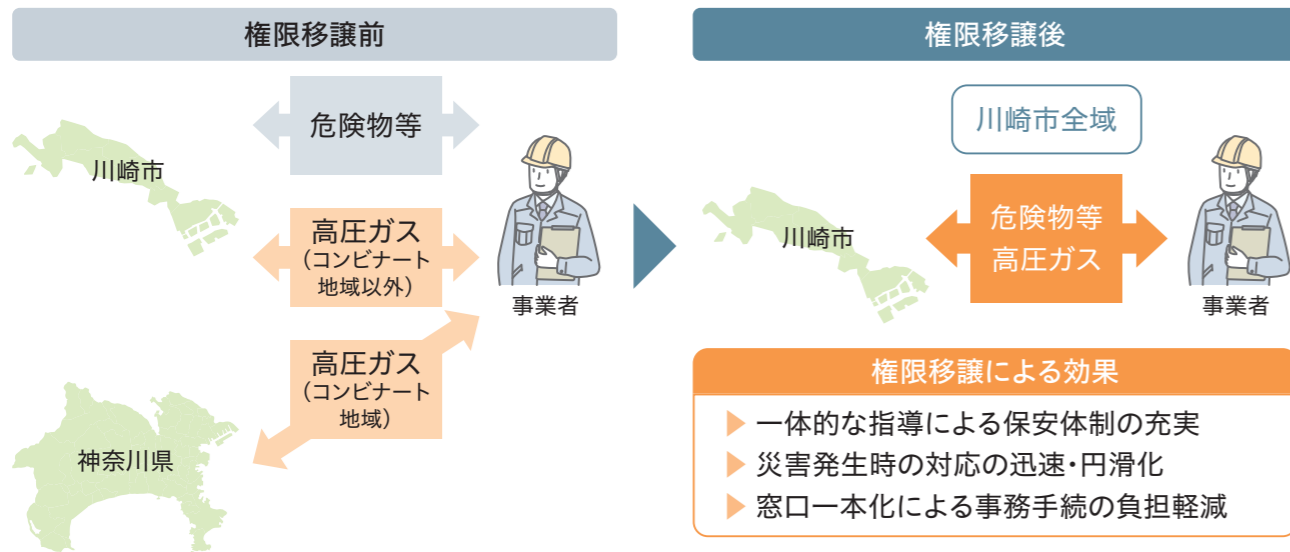 権限移譲前
危険物等
川崎市
高圧ガス
（コンビナート
地域以外）
事業者
高圧ガス
（コンビナート
地域）
神奈川県
権限移譲後
川崎市全域
川崎市
危険物等
高圧ガス
事業者
権限移譲による効果
▶ 一体的な指導による保安体制の充実
▶ 災害発生時の対応の迅速・円滑化
▶ 窓口一本化による事務手続の負担軽減